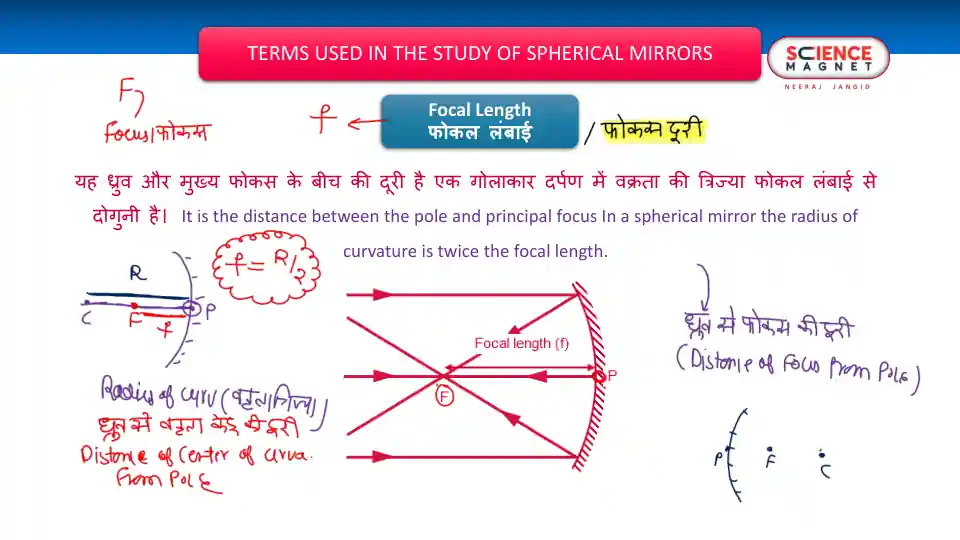 TERMS USED IN THE STUDY OF SPHERICAL MIRRORS
SCIENCE
MAGNET
NEERAJ JANGID
F
Focus/फोकस
f
Focal Length
फोकल लंबाई
/ फोकस दूरी
यह ध्रुव और मुख्य फोकस के बीच की दूरी है एक गोलाकार दर्पण में वक्रता की त्रिज्या फोकल लंबाई से
दोगुनी है। It is the distance between the pole and principal focus In a spherical mirror the radius of
curvature is twice the focal length.
f = R/2
R
C F P
f
Radius of curv (वक्रता त्रिज्या)
ध्रुव से वक्रता केंद्र की दूरी
Distance of Center of curva.
From Pole
Focal length (f)
F
P
ध्रुव से फोकस की दूरी
(Distance of Focus From Pole)
P F C